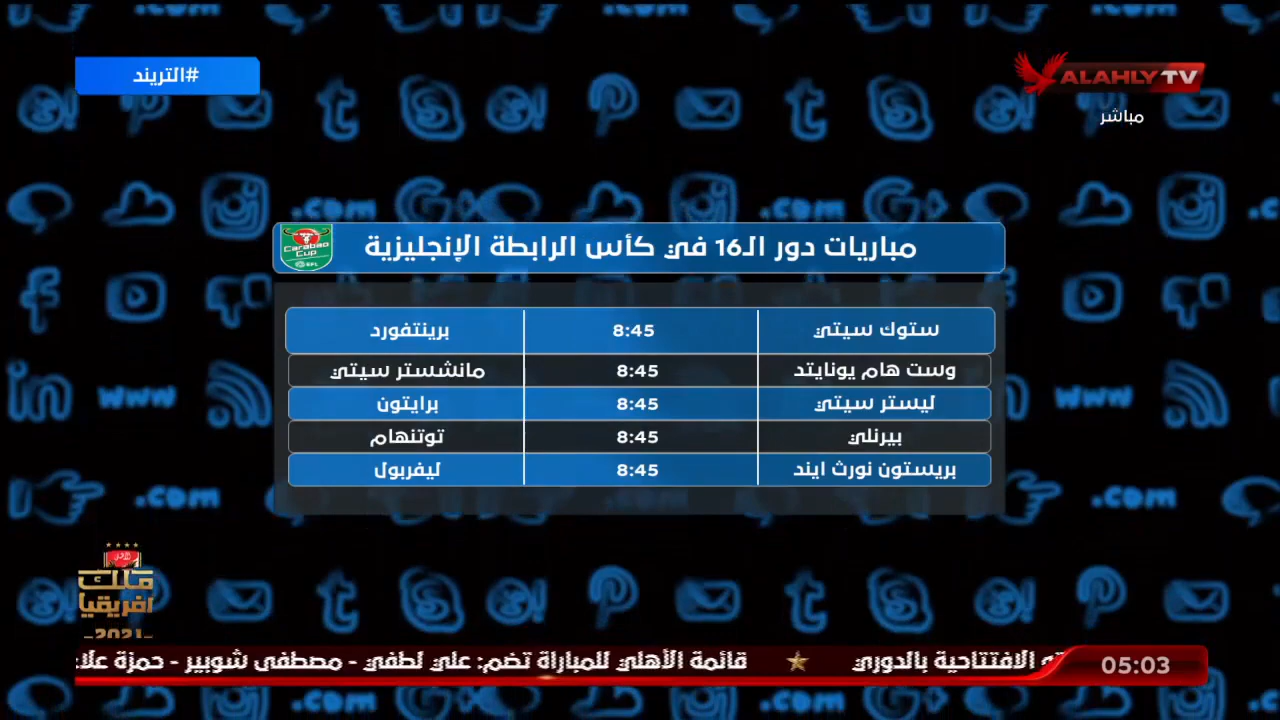 #التريند
ALAHLY TV
مباشر
مباريات دور الـ16 في كأس الرابطة الإنجليزية
Carabao Cup
EFL
ستوك سيتي 8:45 برينتفورد
وست هام يونايتد 8:45 مانشستر سيتي
ليستر سيتي 8:45 برايتون
بيرنلي 8:45 توتنهام
بريستون نورث ايند 8:45 ليفربول
ملك
افريقيا
-2021-
05:03
الافتتاحية بالدوري ★ قائمة الأهلي للمباراة تضم: علي لطفي - مصطفى شوبير - حمزة